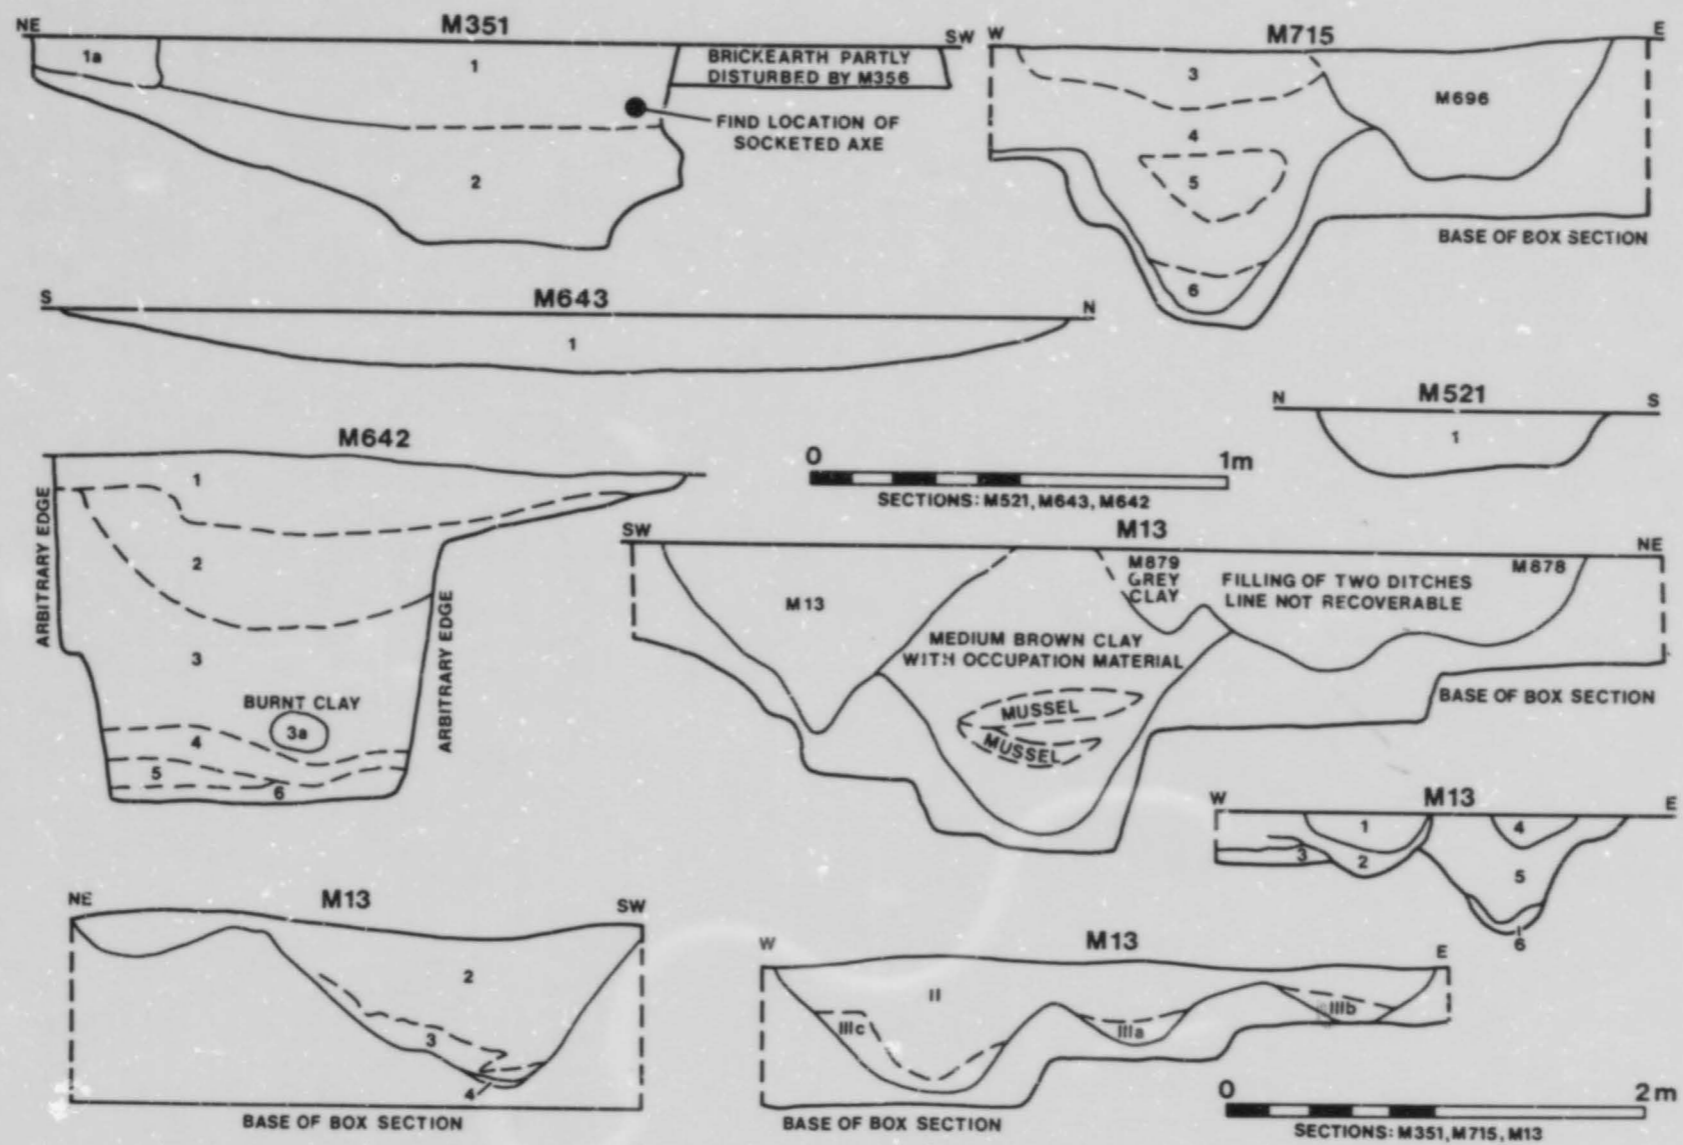 M351
NE
SW
1a
1
BRICKEARTH PARTLY
DISTURBED BY M356
FIND LOCATION OF
SOCKETED AXE
2
M715
W
E
3
M696
4
5
6
BASE OF BOX SECTION
M643
S
N
1
M521
N
S
1
M642
ARBITRARY EDGE
1
2
3
BURNT CLAY
3a
4
5
6
ARBITRARY EDGE
0
1m
SECTIONS: M521, M643, M642
M13
SW
NE
M13
M879
GREY
CLAY
FILLING OF TWO DITCHES
LINE NOT RECOVERABLE
M878
MEDIUM BROWN CLAY
WITH OCCUPATION MATERIAL
MUSSEL
MUSSEL
BASE OF BOX SECTION
M13
W
E
1
4
3
2
5
6
M13
NE
SW
2
3
4
BASE OF BOX SECTION
M13
W
E
II
IIIc
IIIa
IIIb
BASE OF BOX SECTION
0
2m
SECTIONS: M351, M715, M13